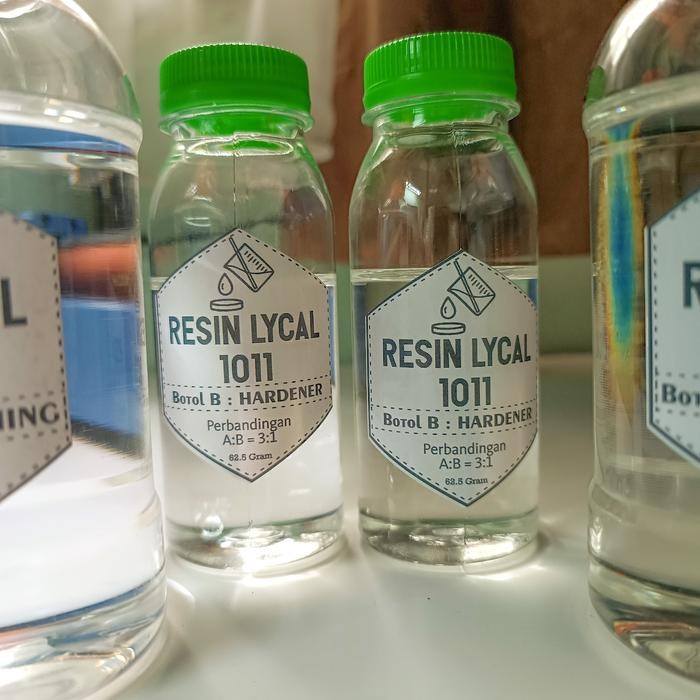 L
NING
RESIN LYCAL
1011
Botol B : HARDENER
Perbandingan
A:B = 3:1
62.5 Gram
RESIN LYCAL
1011
Botol B : HARDENER
Perbandingan
A:B = 3:1
62.5 Gram
R
Bot